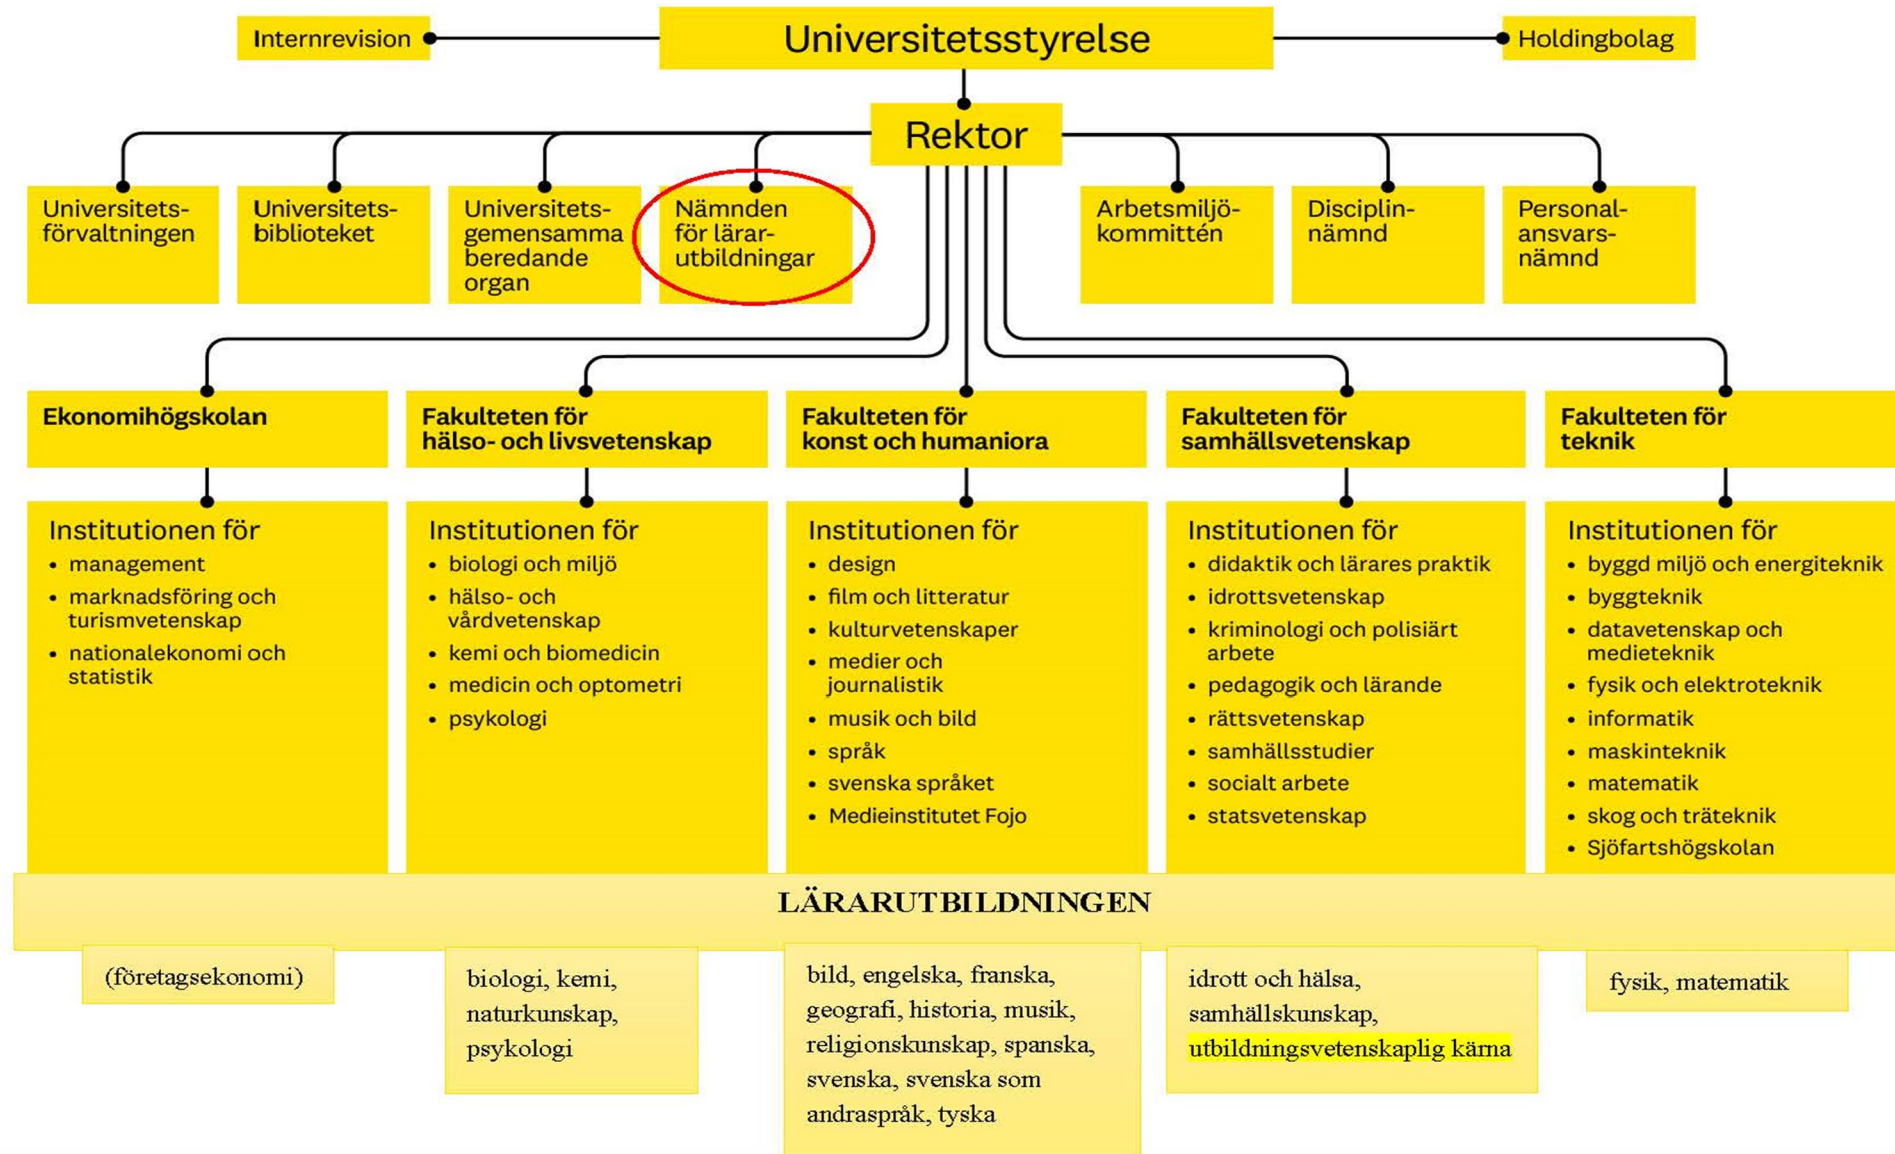 Internrevision
Universitetsstyrelse
Holdingbolag
Rektor
Universitets-
förvaltningen
Universitets-
biblioteket
Universitets-
gemensamma
beredande
organ
Nämnden
för lärar-
utbildningar
Arbetsmiljö-
kommittén
Disciplin-
nämnd
Personal-
ansvars-
nämnd
Ekonomihögskolan
Fakulteten för
hälso- och livsvetenskap
Fakulteten för
konst och humaniora
Fakulteten för
samhällsvetenskap
Fakulteten för
teknik
Institutionen för
• management
• marknadsföring och
turismvetenskap
• nationalekonomi och
statistik
Institutionen för
• biologi och miljö
• hälso- och
vårdvetenskap
• kemi och biomedicin
• medicin och optometri
• psykologi
Institutionen för
• design
• film och litteratur
• kulturvetenskaper
• medier och
journalistik
• musik och bild
• språk
• svenska språket
• Medieinstitutet Fojo
Institutionen för
• didaktik och lärares praktik
• idrottsvetenskap
• kriminologi och polisiärt
arbete
• pedagogik och lärande
• rättsvetenskap
• samhällsstudier
• socialt arbete
• statsvetenskap
Institutionen för
• byggd miljö och energiteknik
• byggteknik
• datavetenskap och
medieteknik
• fysik och elektroteknik
• informatik
• maskinteknik
• matematik
• skog och träteknik
• Sjöfartshögskolan
LÄRARUTBILDNINGEN
(företagsekonomi)
biologi, kemi,
naturkunskap,
psykologi
bild, engelska, franska,
geografi, historia, musik,
religionskunskap, spanska,
svenska, svenska som
andraspråk, tyska
idrott och hälsa,
samhällskunskap,
utbildningsvetenskaplig kärna
fysik, matematik